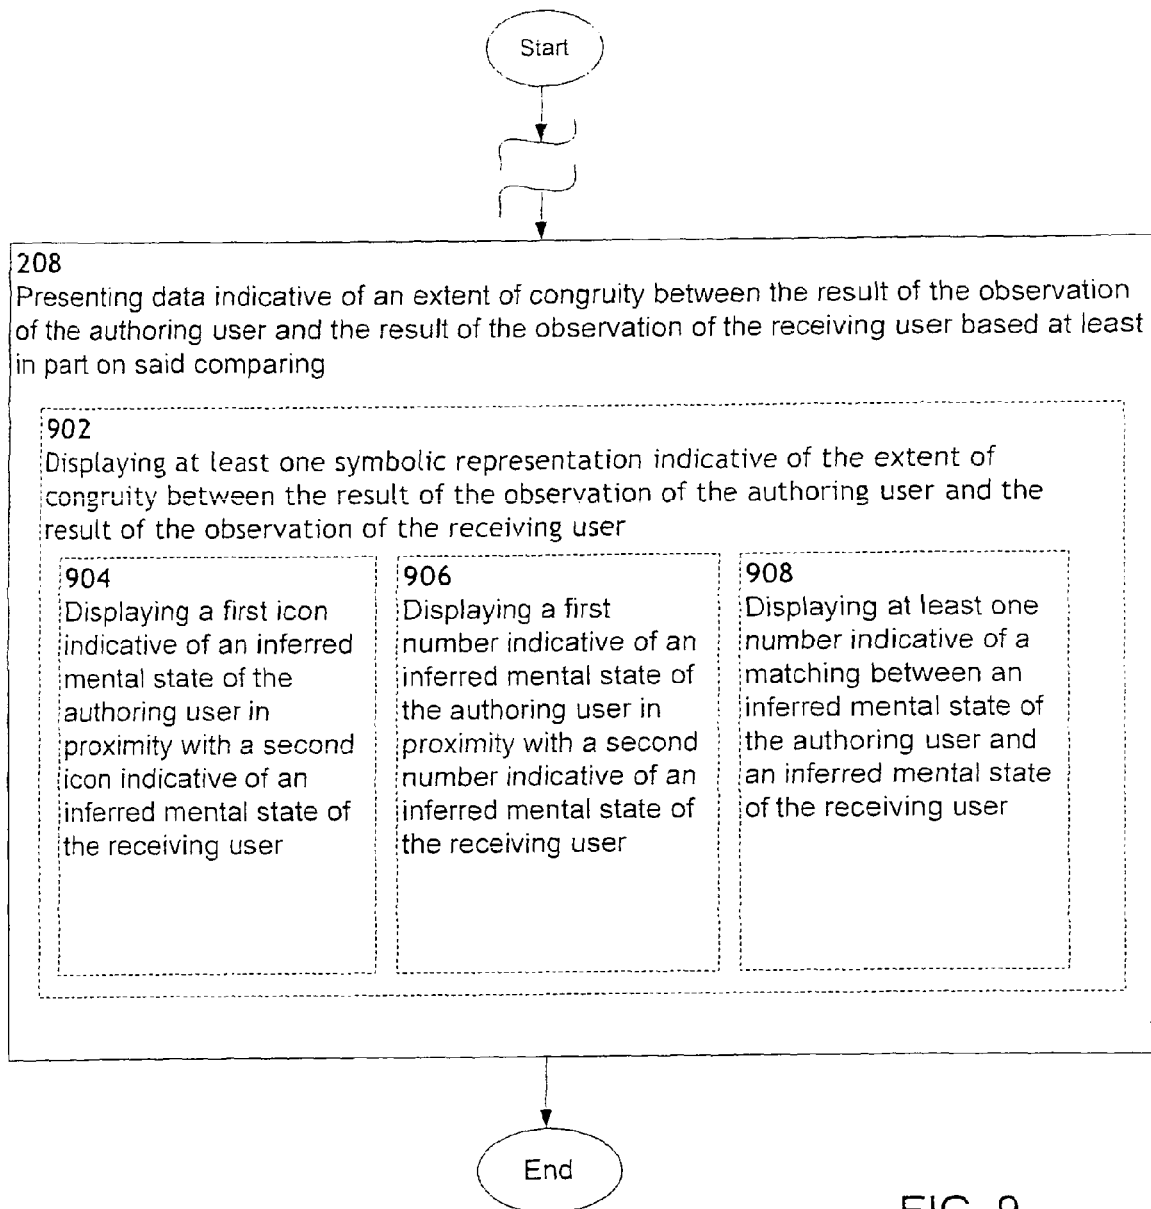 Start
208
Presenting data indicative of an extent of congruity between the result of the observation
of the authoring user and the result of the observation of the receiving user based at least
in part on said comparing
902
Displaying at least one symbolic representation indicative of the extent of
congruity between the result of the observation of the authoring user and the
result of the observation of the receiving user
904
Displaying a first icon
indicative of an inferred
mental state of the
authoring user in
proximity with a second
icon indicative of an
inferred mental state of
the receiving user
906
Displaying a first
number indicative of an
inferred mental state of
the authoring user in
proximity with a second
number indicative of an
inferred mental state of
the receiving user
908
Displaying at least one
number indicative of a
matching between an
inferred mental state of
the authoring user and
an inferred mental state
of the receiving user
End
FIG. 9